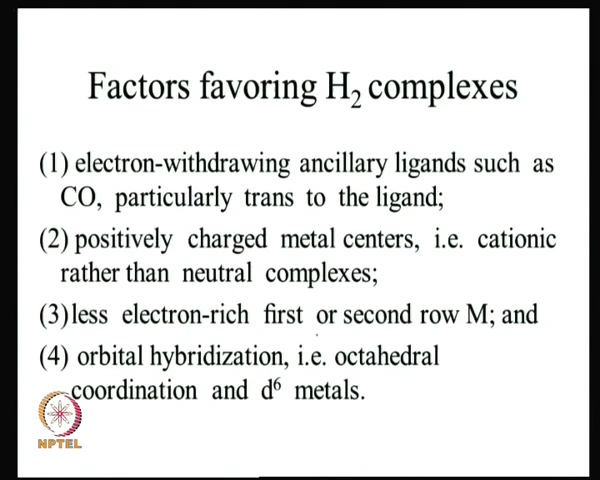 Factors favoring H₂ complexes
(1) electron-withdrawing ancillary ligands such as
CO, particularly trans to the ligand;
(2) positively charged metal centers, i.e. cationic
rather than neutral complexes;
(3) less electron-rich first or second row M; and
(4) orbital hybridization, i.e. octahedral
coordination and d⁶ metals.
NPTEL